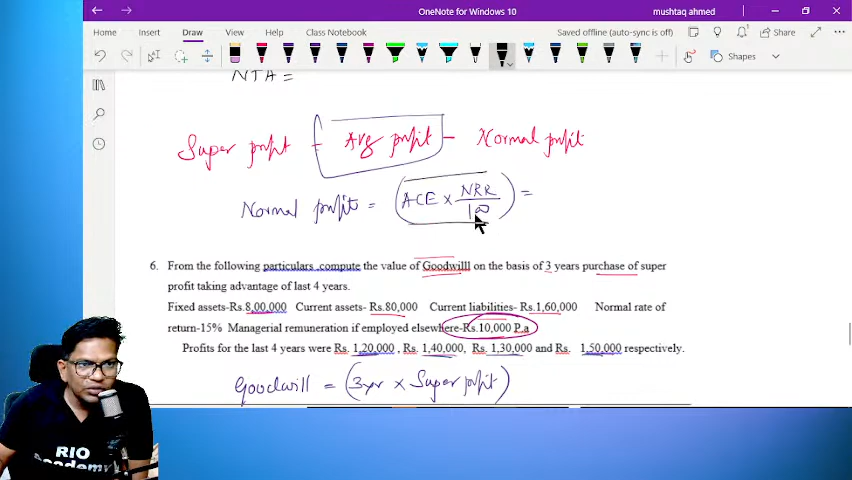 OneNote for Windows 10
mushtaq ahmed
Home Insert Draw View Help
Saved offline (auto-sync is off)
Share
Shapes
NTA =
Super profit = Avg profit - Normal profit
Normal profit = (ACE × NRR/100) =
6. From the following particulars ,compute the value of Goodwilll on the basis of 3 years purchase of super
profit taking advantage of last 4 years.
Fixed assets-Rs.8,00,000 Current assets- Rs.80,000 Current liabilities- Rs.1,60,000 Normal rate of
return-15% Managerial remuneration if employed elsewhere-Rs.10,000 P.a
Profits for the last 4 years were Rs. 1,20,000 , Rs. 1,40,000, Rs. 1,30,000 and Rs. 1,50,000 respectively.
Goodwill = (3yr × Super profit)
RIO
Academy